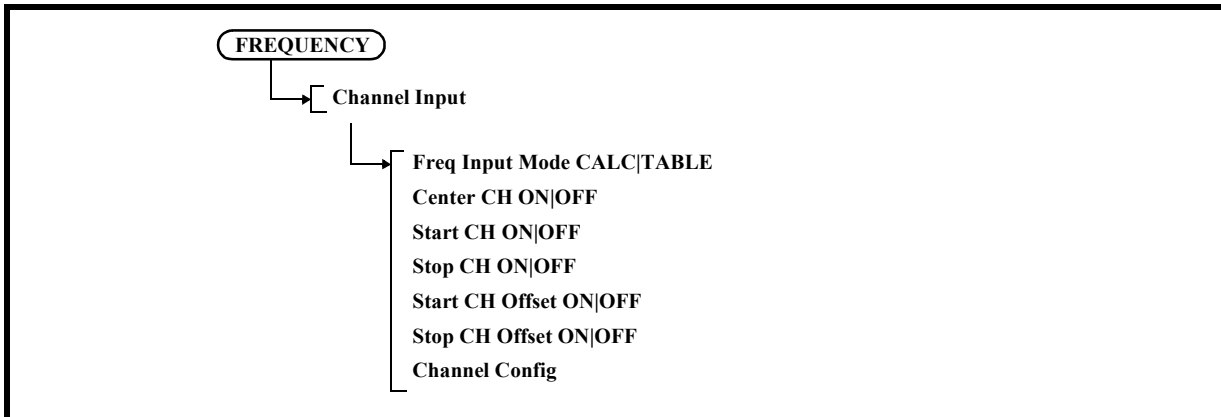 FREQUENCY
Channel Input
Freq Input Mode CALC|TABLE
Center CH ON|OFF
Start CH ON|OFF
Stop CH ON|OFF
Start CH Offset ON|OFF
Stop CH Offset ON|OFF
Channel Config